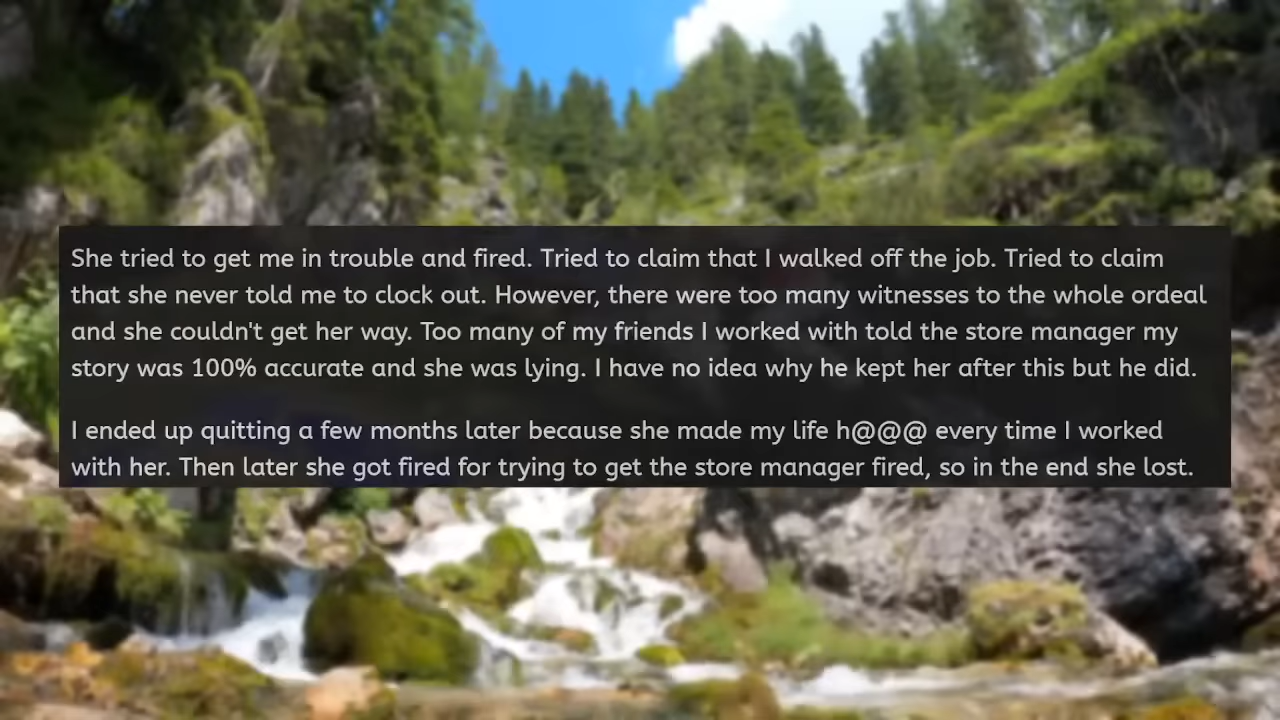 She tried to get me in trouble and fired. Tried to claim that I walked off the job. Tried to claim
that she never told me to clock out. However, there were too many witnesses to the whole ordeal
and she couldn't get her way. Too many of my friends I worked with told the store manager my
story was 100% accurate and she was lying. I have no idea why he kept her after this but he did.
I ended up quitting a few months later because she made my life h@@@ every time I worked
with her. Then later she got fired for trying to get the store manager fired, so in the end she lost.